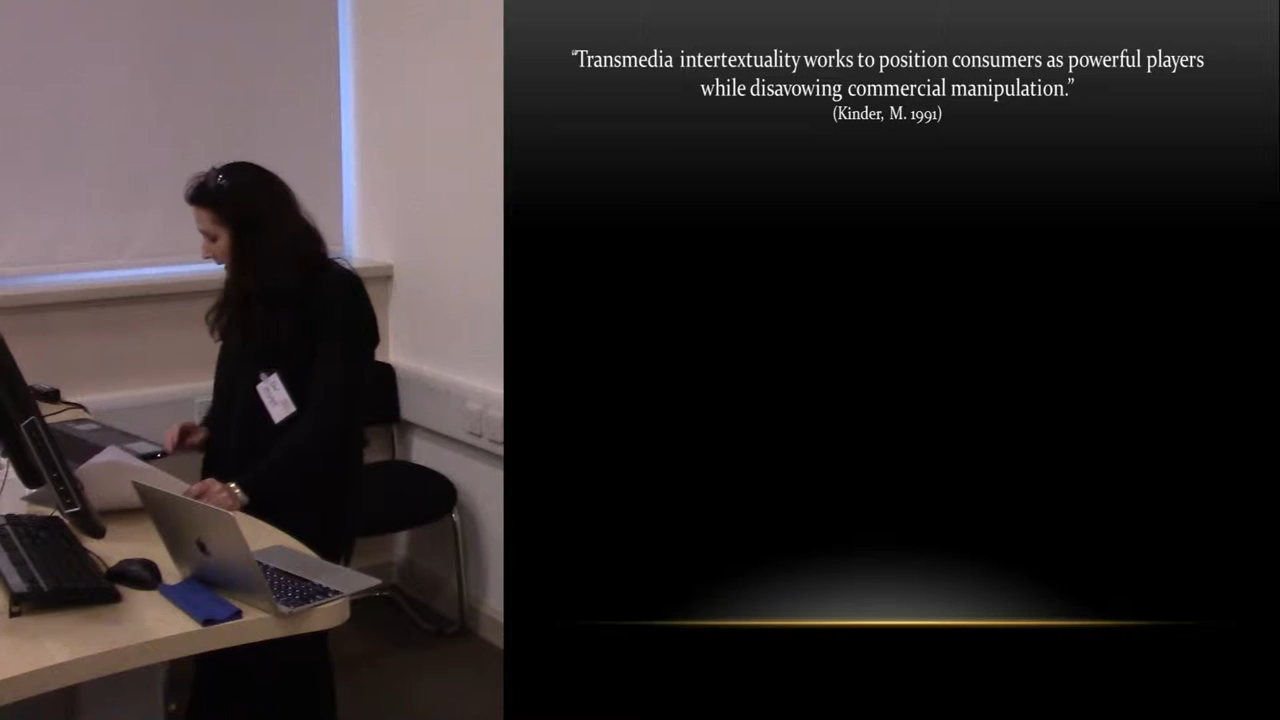 “Transmedia intertextuality works to position consumers as powerful players
while disavowing commercial manipulation.”
(Kinder, M. 1991)